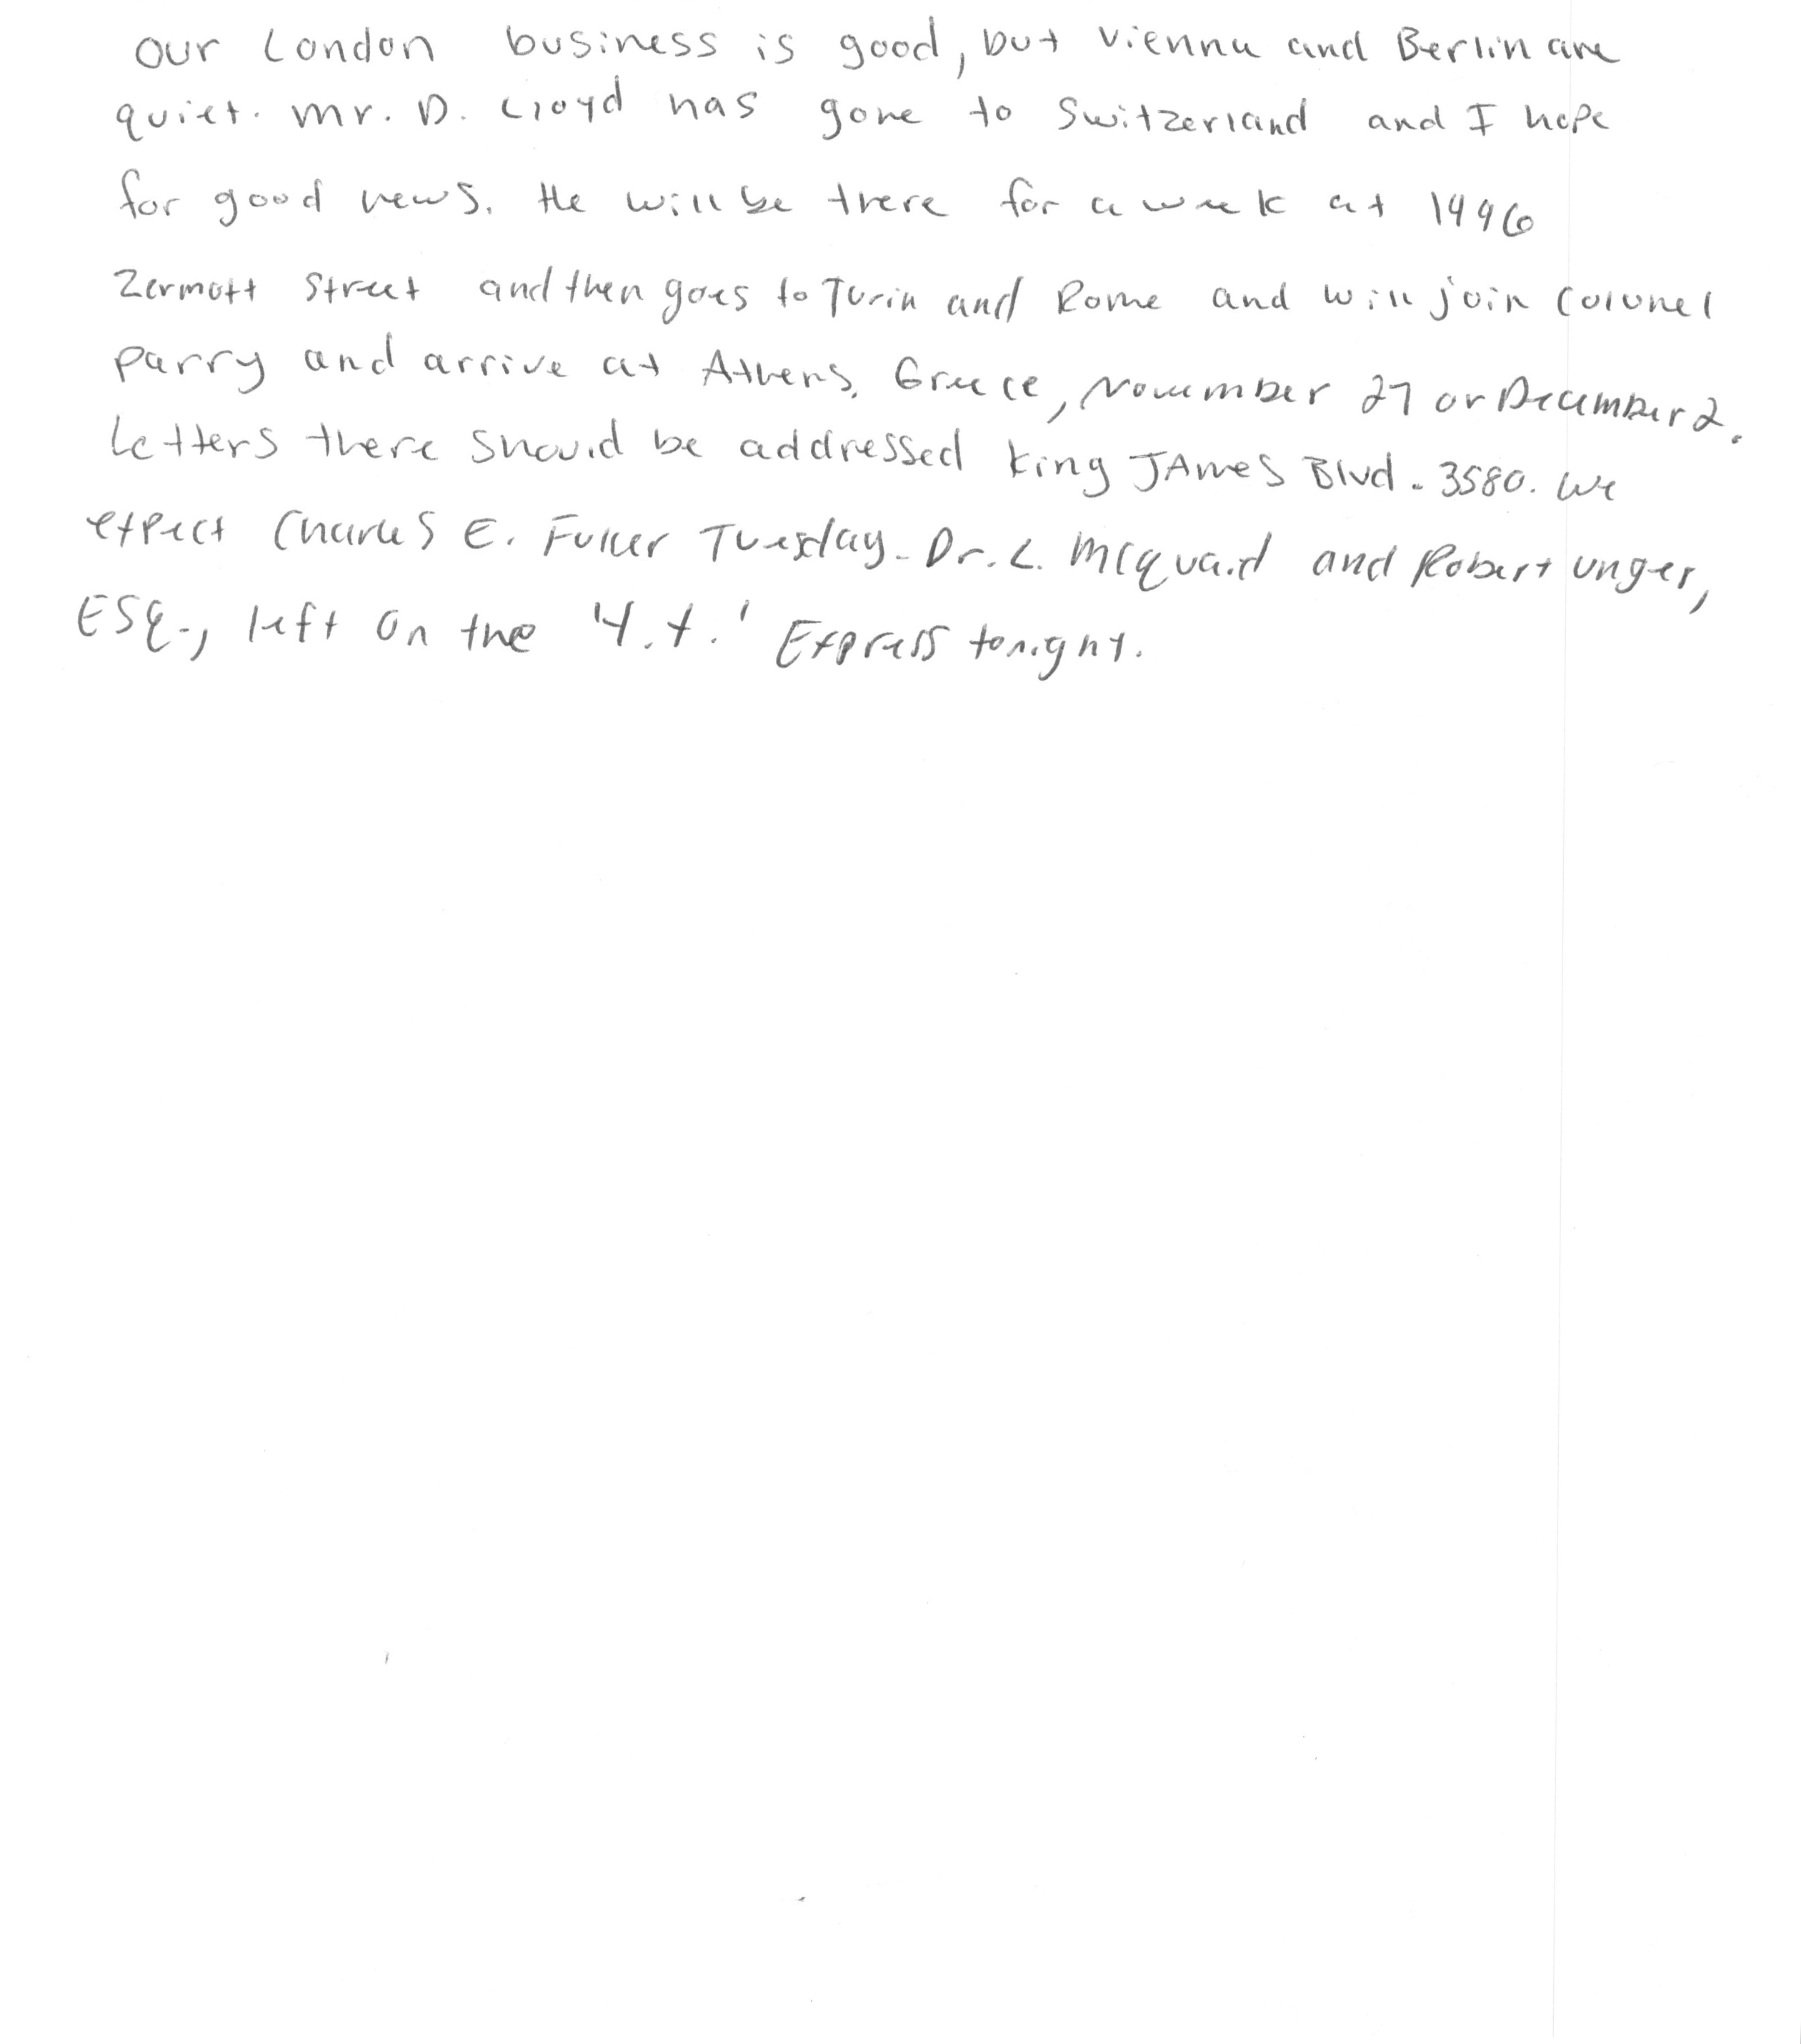 Our London business is good, but Vienna and Berlin are
quiet. Mr. D. Lloyd has gone to Switzerland and I hope
for good news. He will be there for a week at 1496
Zermott Street and then goes to Turin and Rome and will join Colonel
Parry and arrive at Athens, Greece, November 27 or December 2.
Letters there should be addressed King JAmes Blvd. 3580. We
expect Charles E. Fuller Tuesday. Dr. L. McQuaid and Robert Unger,
ESQ., left on the 'Y.X.' Express tonight.